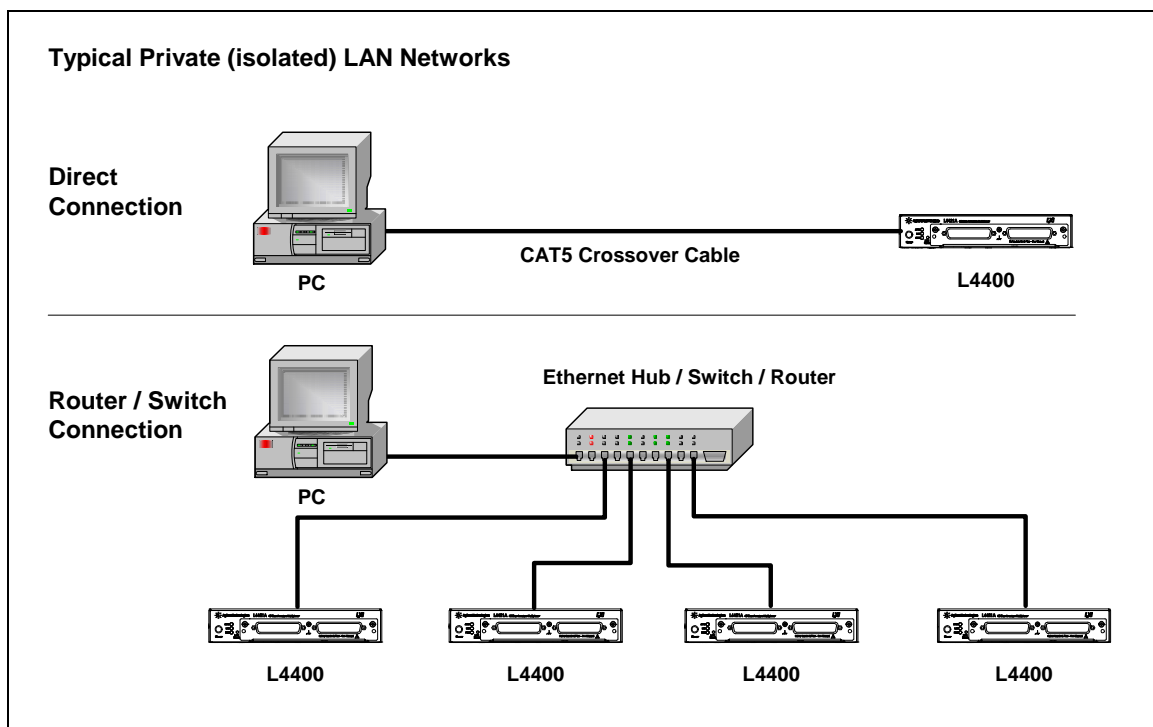 Typical Private (isolated) LAN Networks
Direct
Connection
CAT5 Crossover Cable
PC
L4400
Ethernet Hub / Switch / Router
Router / Switch
Connection
PC
L4400
L4400
L4400
L4400